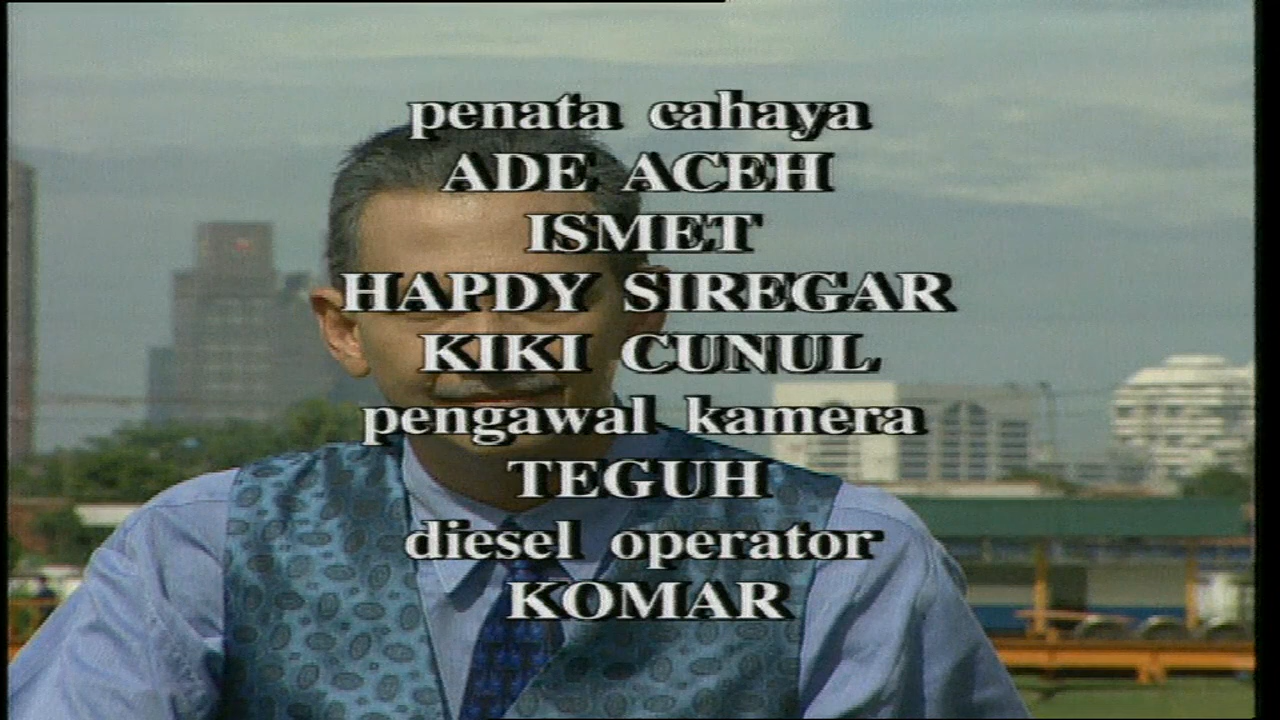 penata cahaya
ADE ACEH
ISMET
HAPDY SIREGAR
KIKI CUNUL
pengawal kamera
TEGUH
diesel operator
KOMAR